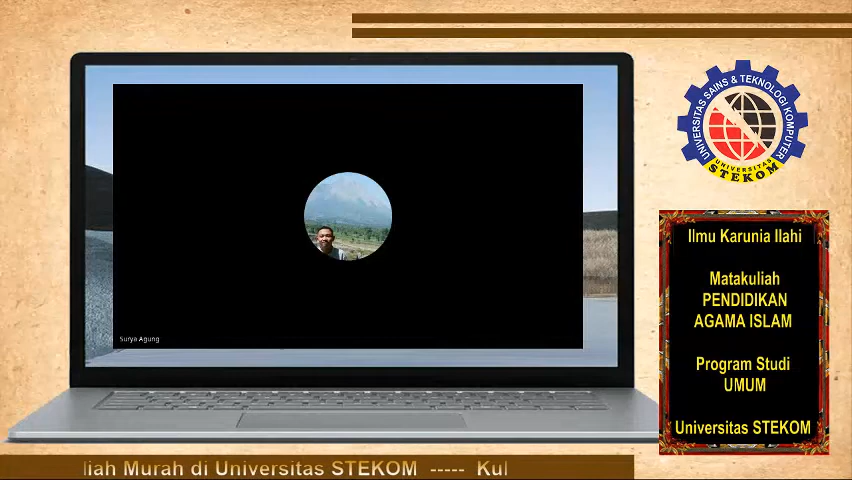 UNIVERSITAS SAINS & TEKNOLOGI KOMPUTER
UNIVERSITAS
STEKOM
Ilmu Karunia Ilahi
Matakuliah
PENDIDIKAN
AGAMA ISLAM
Program Studi
UMUM
Universitas STEKOM
Surya Agung
liah Murah di Universitas STEKOM ----- Kul